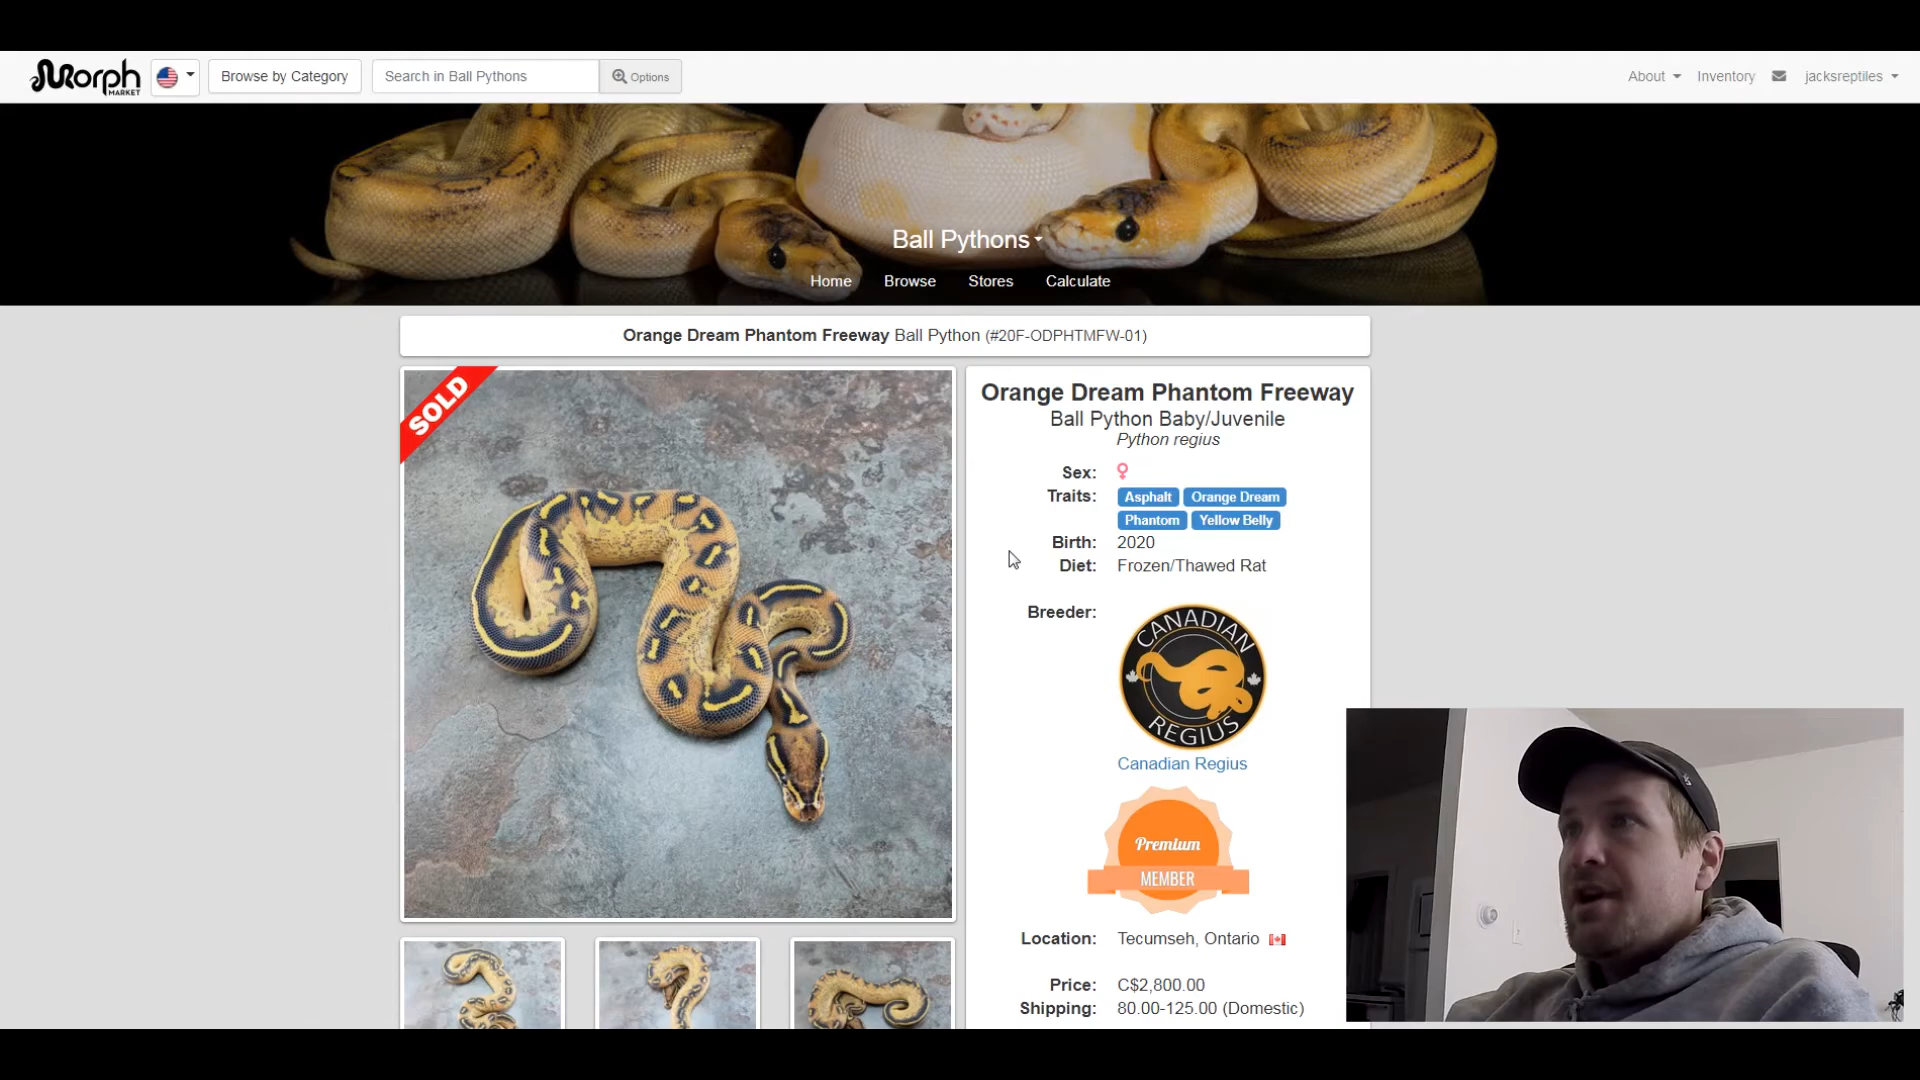 Morph
MARKET
Browse by Category
Search in Ball Pythons
Options
About
Inventory
jacksreptiles
Ball Pythons
Home
Browse
Stores
Calculate
Orange Dream Phantom Freeway Ball Python (#20F-ODPHTMFW-01)
SOLD
Orange Dream Phantom Freeway
Ball Python Baby/Juvenile
Python regius
Sex: ♀
Traits: Asphalt Orange Dream
Phantom Yellow Belly
Birth: 2020
Diet: Frozen/Thawed Rat
Breeder:
CANADIAN
REGIUS
Canadian Regius
Premium
MEMBER
Location: Tecumseh, Ontario
Price: C$2,800.00
Shipping: 80.00-125.00 (Domestic)